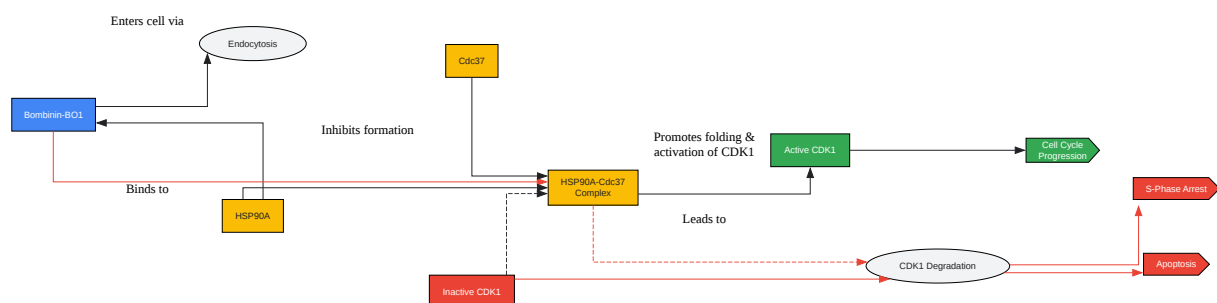 Enters cell via
Endocytosis
Cdc37
Bombinin-BO1
Inhibits formation
Promotes folding &
activation of CDK1
Active CDK1
Cell Cycle
Progression
Binds to
HSP90A-Cdc37
Complex
S-Phase Arrest
HSP90A
Leads to
CDK1 Degradation
Apoptosis
Inactive CDK1